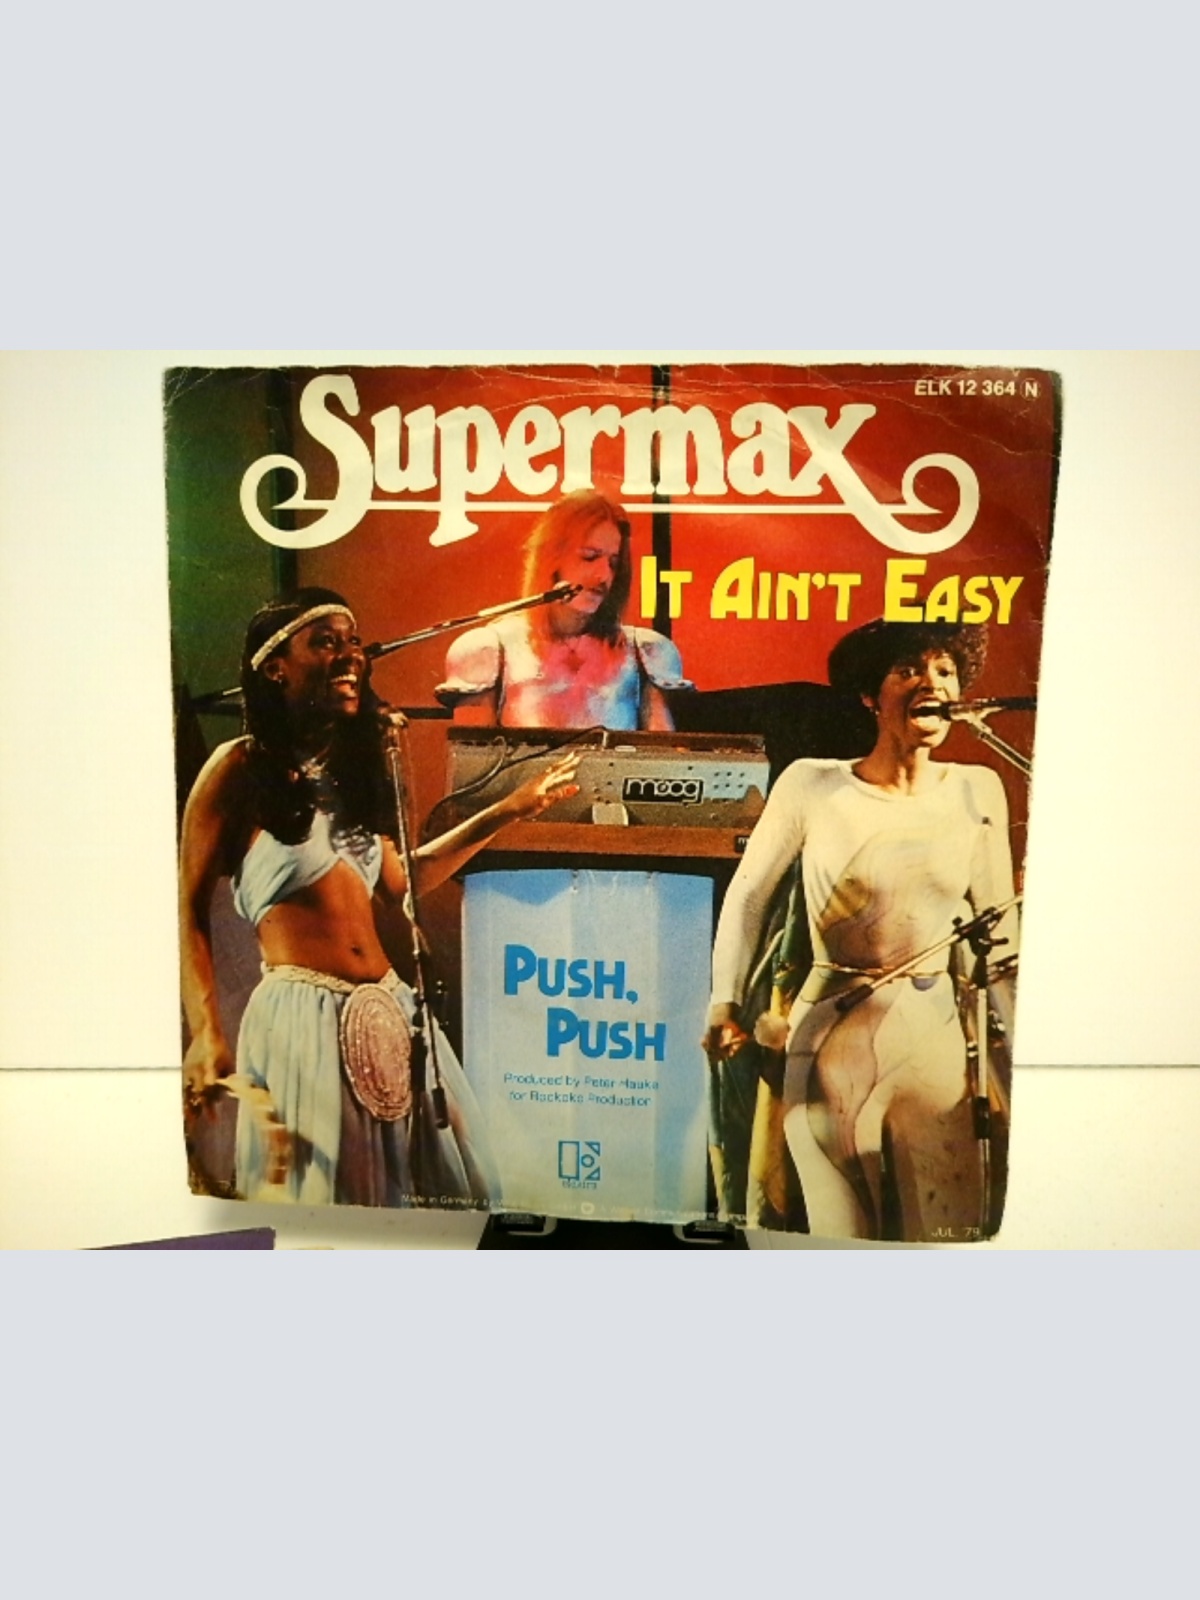 ELK 12 364 N
Supermax
IT AIN'T EASY
moog
PUSH,
PUSH
Produced by Peter Hauke
for Rockoko Production
Made in Germany
JUL. 79